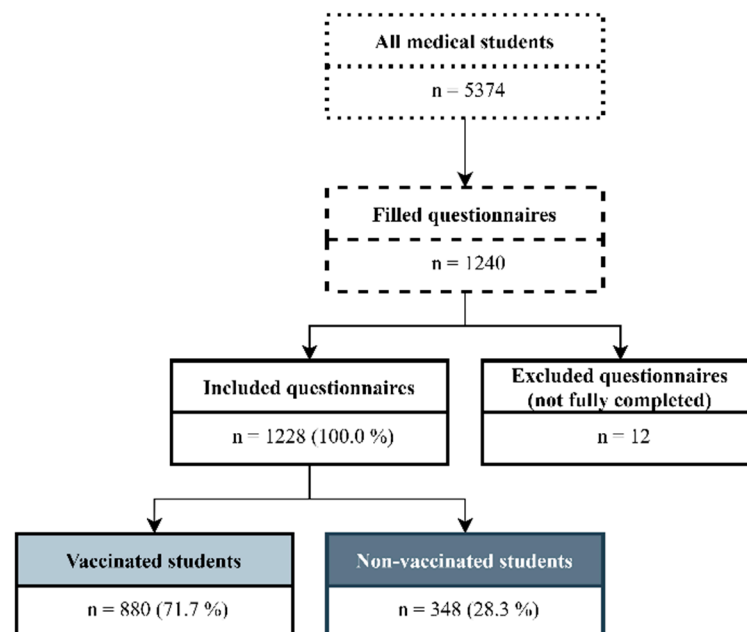 All medical students
n = 5374
Filled questionnaires
n = 1240
Included questionnaires
n = 1228 (100.0 %)
Excluded questionnaires
(not fully completed)
n = 12
Vaccinated students
n = 880 (71.7 %)
Non-vaccinated students
n = 348 (28.3 %)